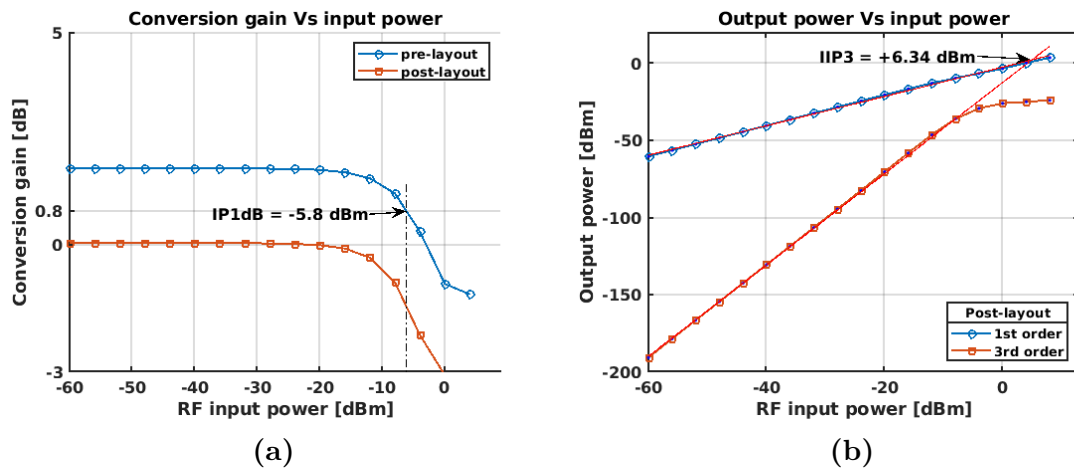 Conversion gain Vs input power
5
0.8
0
-3
Conversion gain [dB]
pre-layout
post-layout
IP1dB = -5.8 dBm
-60 -50 -40 -30 -20 -10 0
RF input power [dBm]
(a)
Output power Vs input power
0
-50
-100
-150
-200
Output power [dBm]
IIP3 = +6.34 dBm
Post-layout
1st order
3rd order
-60 -40 -20 0
RF input power [dBm]
(b)